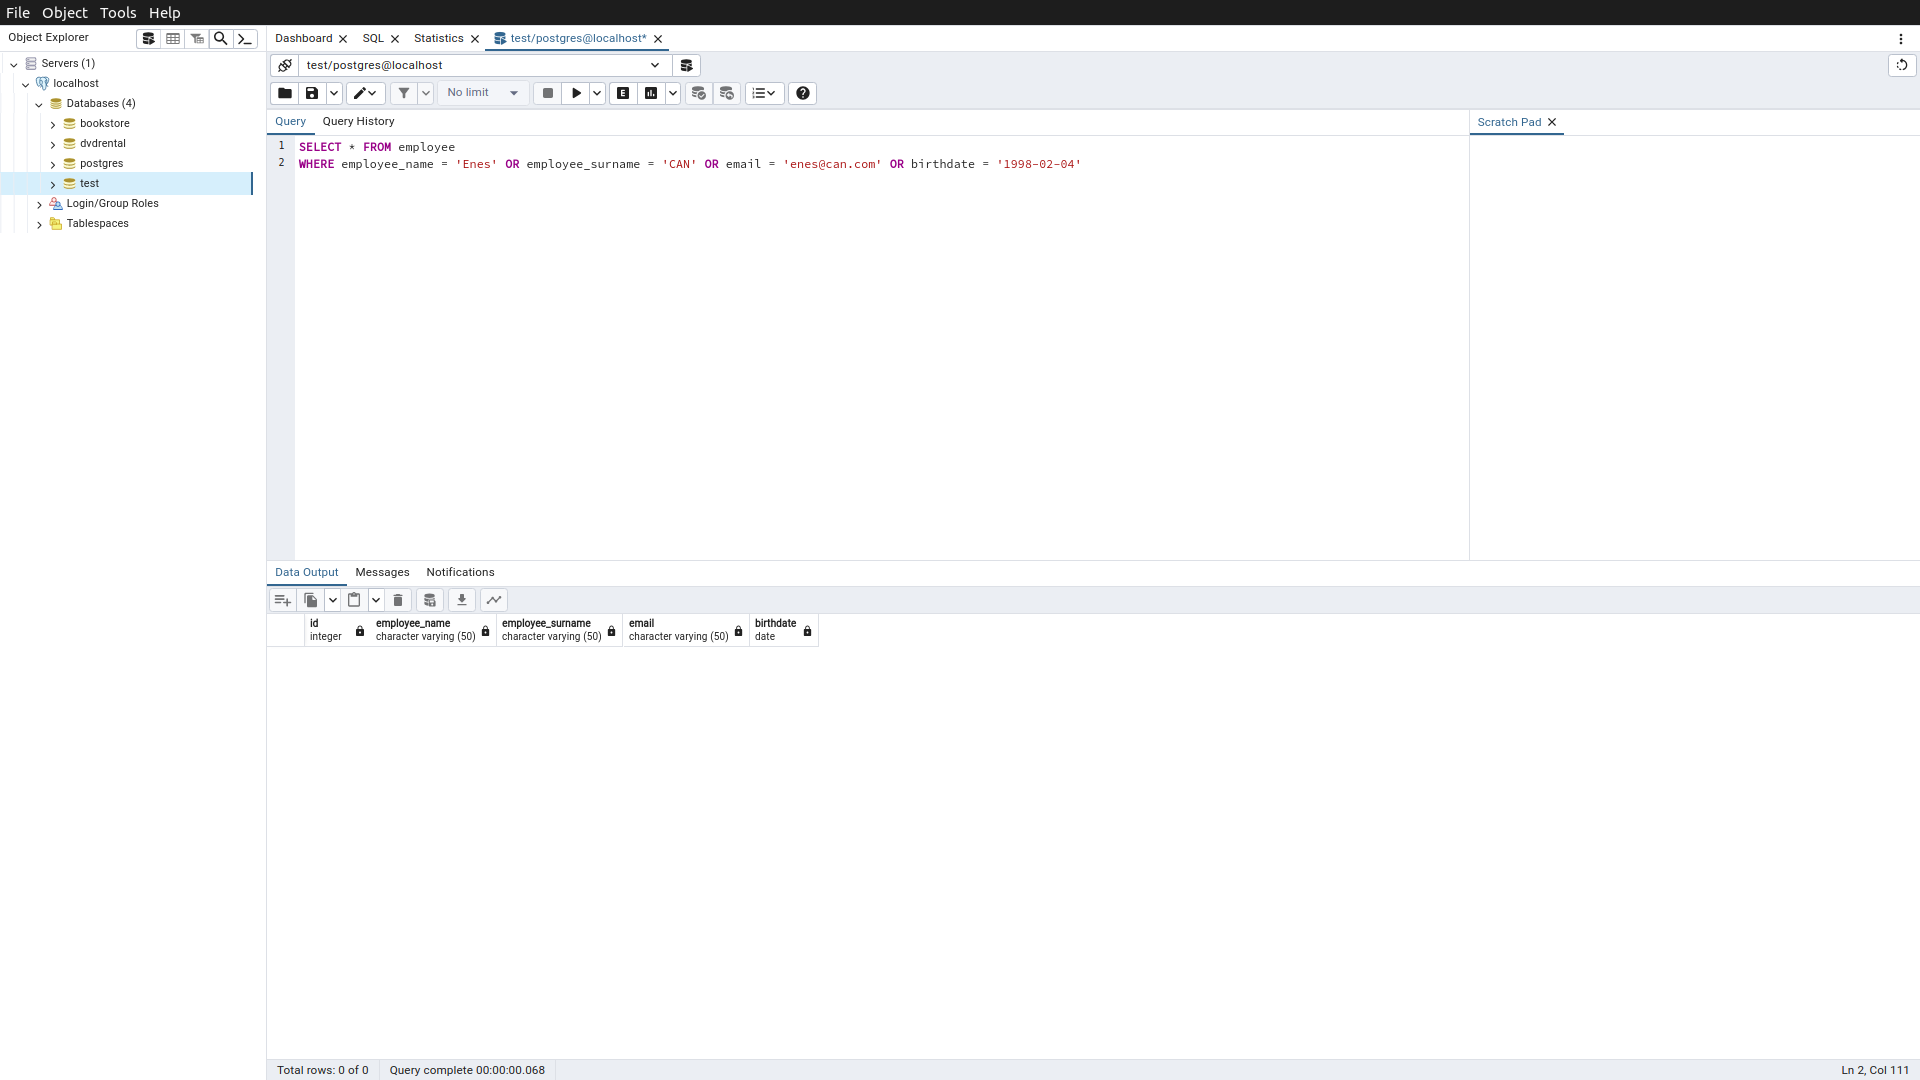 File Object Tools Help
Object Explorer
Servers (1)
localhost
Databases (4)
bookstore
dvdrental
postgres
test
Login/Group Roles
Tablespaces
Dashboard SQL Statistics test/postgres@localhost*
test/postgres@localhost
No limit
E
Query Query History
1 SELECT * FROM employee
2 WHERE employee_name = 'Enes' OR employee_surname = 'CAN' OR email = 'enes@can.com' OR birthdate = '1998-02-04'
Scratch Pad
Data Output Messages Notifications
id employee_name employee_surname email birthdate
integer character varying (50) character varying (50) character varying (50) date
Total rows: 0 of 0 Query complete 00:00:00.068 Ln 2, Col 111